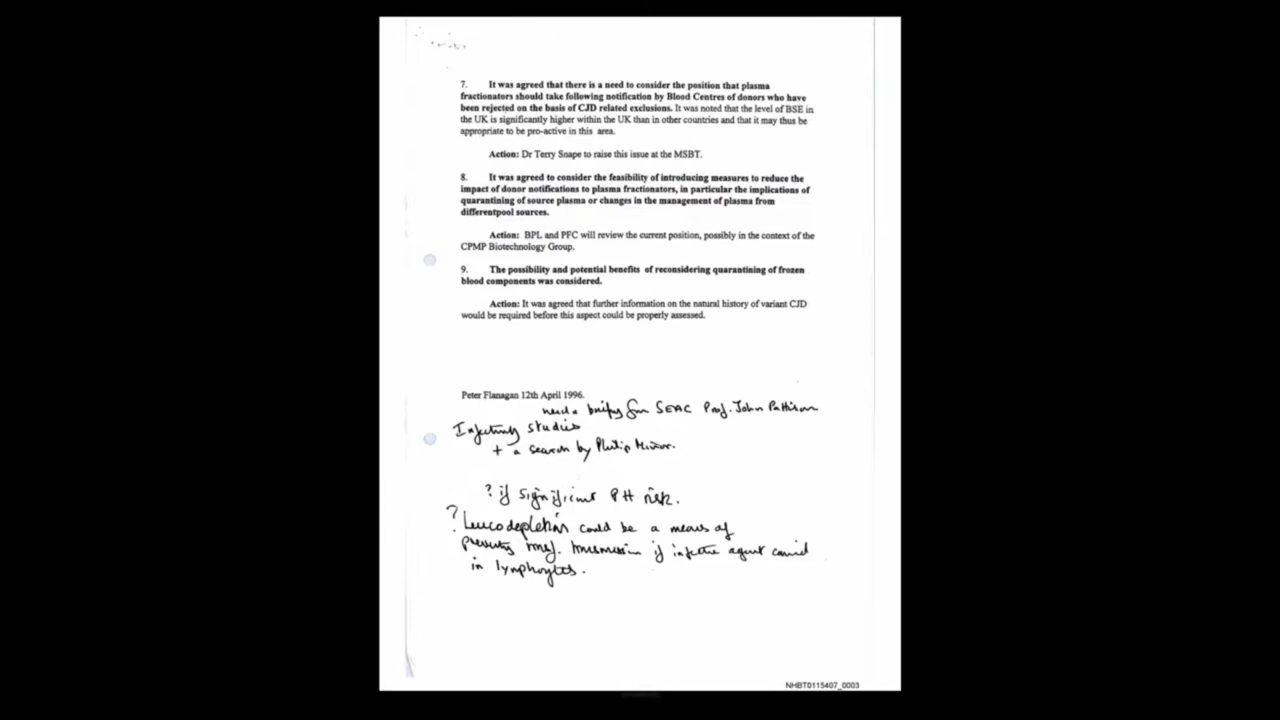 7. It was agreed that there is a need to consider the position that plasma
fractionators should take following notification by Blood Centres of donors who have
been rejected on the basis of CJD related exclusions. It was noted that the level of BSE in
the UK is significantly higher within the UK than in other countries and that it may thus be
appropriate to be pro-active in this area.
Action: Dr Terry Snape to raise this issue at the MSBT.
8. It was agreed to consider the feasibility of introducing measures to reduce the
impact of donor notifications to plasma fractionators, in particular the implications of
quarantining of source plasma or changes in the management of plasma from
differentpool sources.
Action: BPL and PFC will review the current position, possibly in the context of the
CPMP Biotechnology Group.
9. The possibility and potential benefits of reconsidering quarantining of frozen
blood components was considered.
Action: It was agreed that further information on the natural history of variant CJD
would be required before this aspect could be properly assessed.
Peter Flanagan 12th April 1996.
need a from SEAC Prof. John Pattison
studies
+ a search by Philip Minor.
? if significant PH risk.
? Leucodepletion could be a means of
preventing transmission if infective agent carried
in lymphocytes.
NHBT0115407_0003